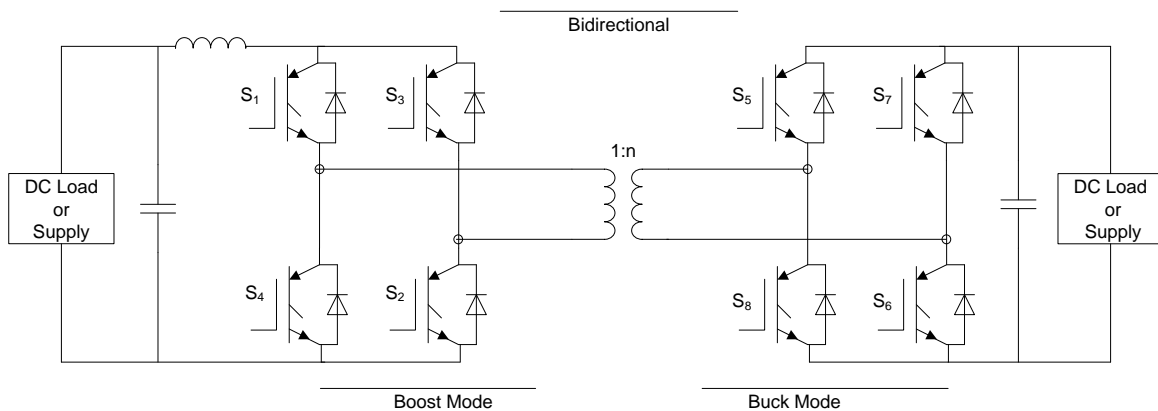 Bidirectional
S1
S3
S5
S7
1:n
DC Load
or
Supply
DC Load
or
Supply
S4
S2
S8
S6
Boost Mode
Buck Mode